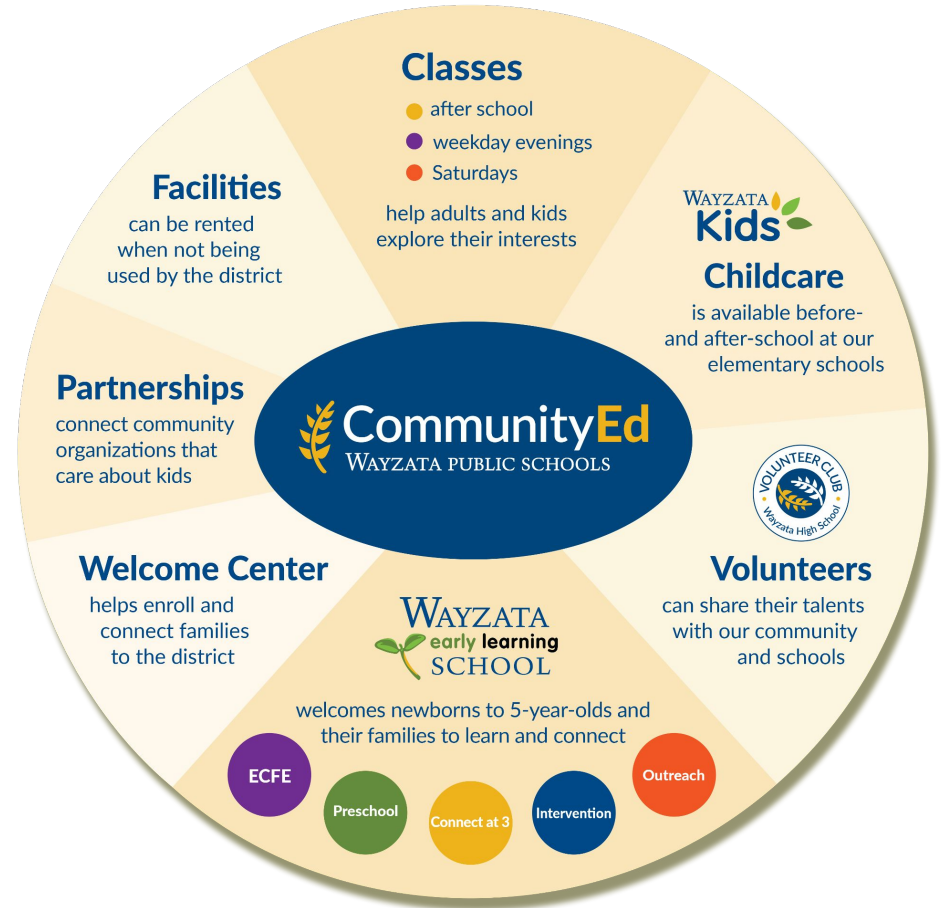 Classes
after school
weekday evenings
Saturdays
help adults and kids
explore their interests
WAYZATA
Kids
Childcare
is available before-
and after-school at our
elementary schools
VOLUNTEER CLUB
Wayzata High School
Volunteers
can share their talents
with our community
and schools
WAYZATA
early learning
SCHOOL
welcomes newborns to 5-year-olds and
their families to learn and connect
ECFE
Preschool
Connect at 3
Intervention
Outreach
Welcome Center
helps enroll and
connect families
to the district
Partnerships
connect community
organizations that
care about kids
Facilities
can be rented
when not being
used by the district
CommunityEd
WAYZATA PUBLIC SCHOOLS